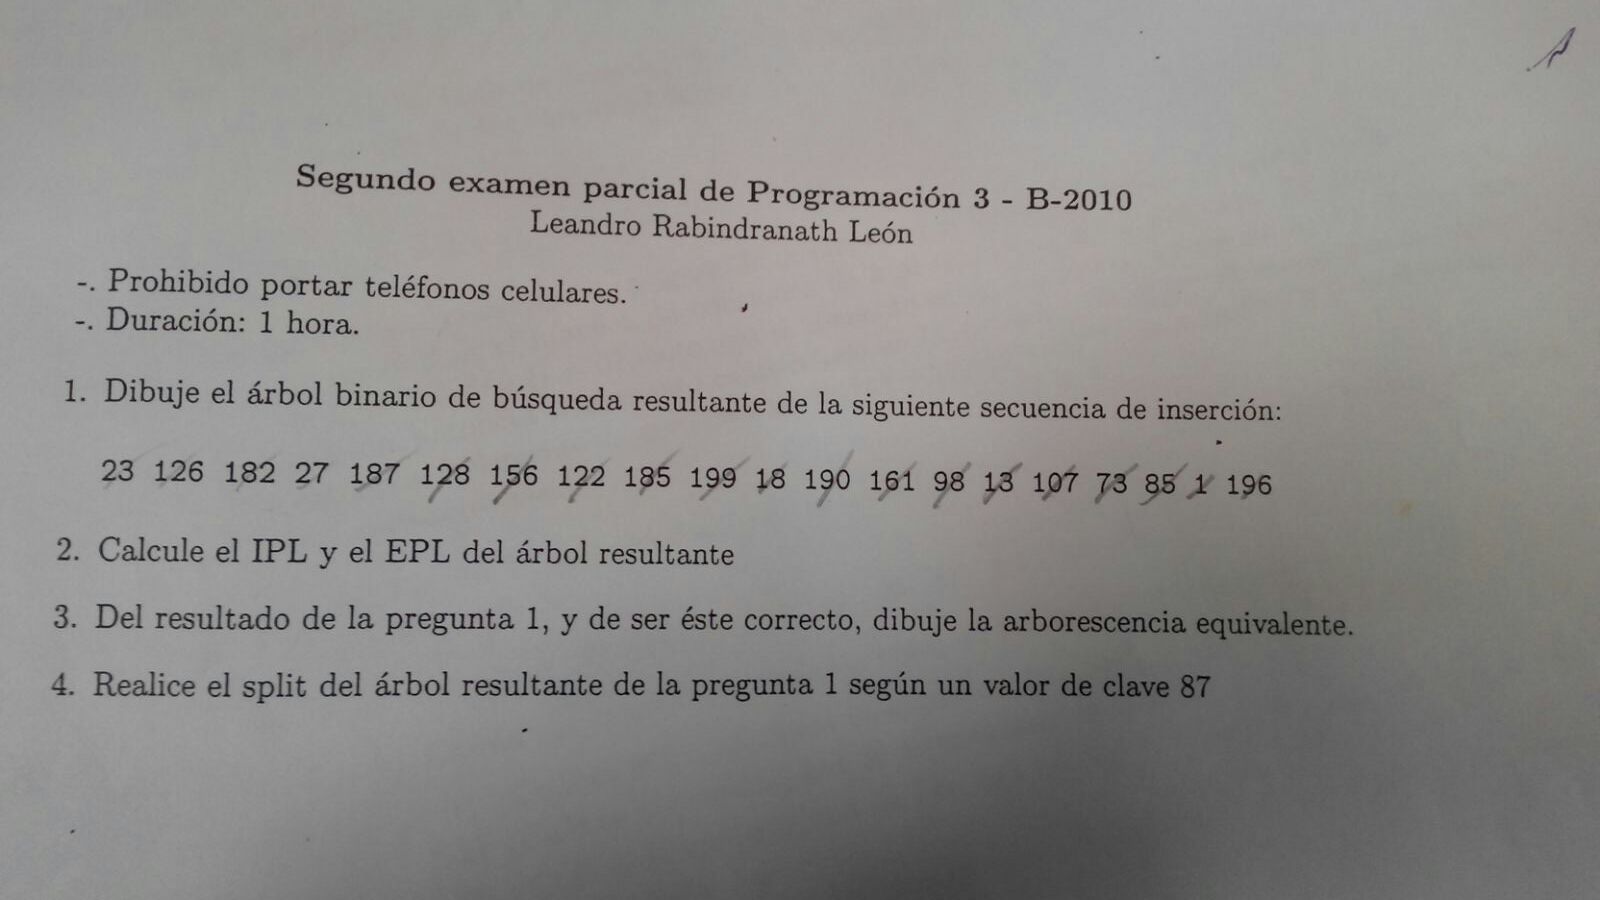 Segundo examen parcial de Programación 3 - B-2010
Leandro Rabindranath León
-. Prohibido portar teléfonos celulares.
-. Duración: 1 hora.
1. Dibuje el árbol binario de búsqueda resultante de la siguiente secuencia de inserción:
23 126 182 27 187 128 156 122 185 199 18 190 161 98 13 107 73 85 1 196
2. Calcule el IPL y el EPL del árbol resultante
3. Del resultado de la pregunta 1, y de ser éste correcto, dibuje la arborescencia equivalente.
4. Realice el split del árbol resultante de la pregunta 1 según un valor de clave 87